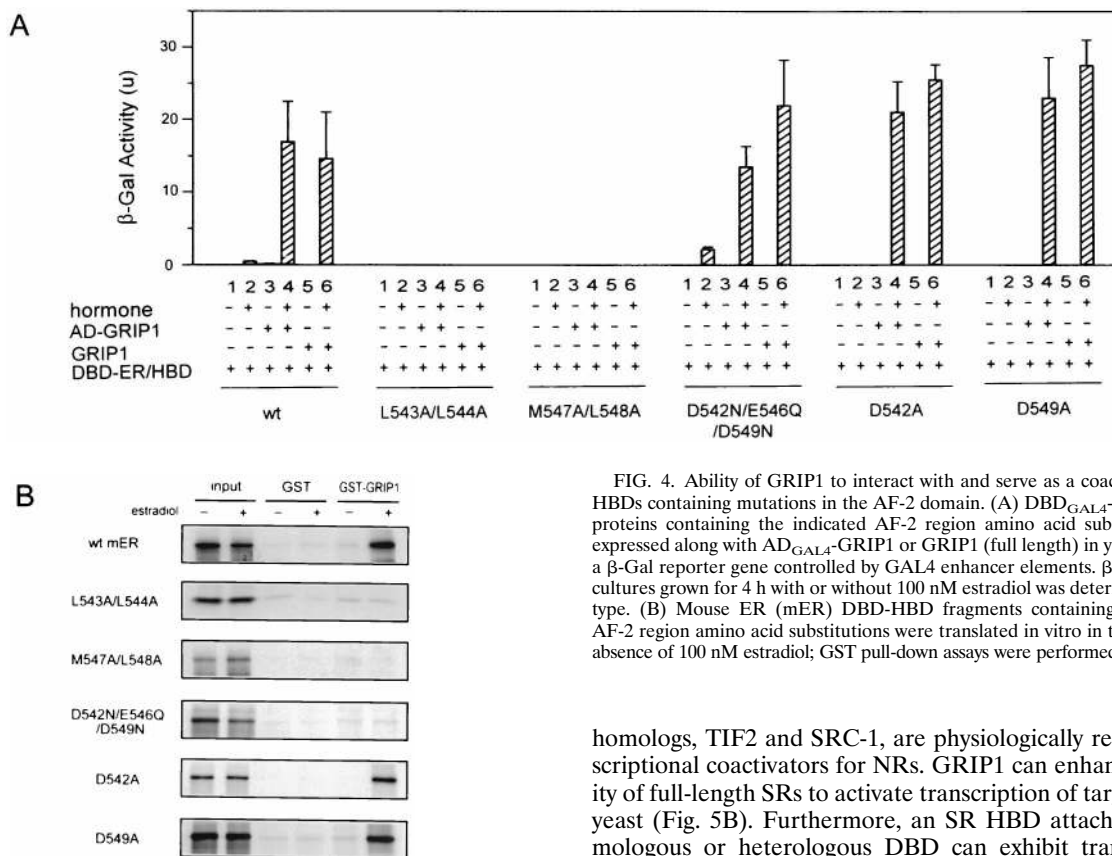 A
30
20
10
0
β-Gal Activity (u)
1 2 3 4 5 6 1 2 3 4 5 6 1 2 3 4 5 6 1 2 3 4 5 6 1 2 3 4 5 6 1 2 3 4 5 6
hormone - + - + - + - + - + - + - + - + - + - + - + - + - + - + - + - + - + - +
AD-GRIP1 - - + + - - - - + + - - - - + + - - - - + + - - - - + + - - - - + + - -
GRIP1 - - - - + + - - - - + + - - - - + + - - - - + + - - - - + + - - - - + +
DBD-ER/HBD + + + + + + + + + + + + + + + + + + + + + + + + + + + + + + + + + + + +
wt L543A/L544A M547A/L548A D542N/E546Q D542A D549A
/D549N
B
input GST GST-GRIP1
estradiol - + - + - +
wt mER
L543A/L544A
M547A/L548A
D542N/E546Q
/D549N
D542A
D549A
FIG. 4. Ability of GRIP1 to interact with and serve as a coac
HBDs containing mutations in the AF-2 domain. (A) DBD_GAL4-
proteins containing the indicated AF-2 region amino acid sub
expressed along with AD_GAL4-GRIP1 or GRIP1 (full length) in y
a β-Gal reporter gene controlled by GAL4 enhancer elements. β
cultures grown for 4 h with or without 100 nM estradiol was deter
type. (B) Mouse ER (mER) DBD-HBD fragments containing
AF-2 region amino acid substitutions were translated in vitro in t
absence of 100 nM estradiol; GST pull-down assays were performed
homologs, TIF2 and SRC-1, are physiologically re
scriptional coactivators for NRs. GRIP1 can enhan
ity of full-length SRs to activate transcription of tar
yeast (Fig. 5B). Furthermore, an SR HBD attach
mologous or heterologous DBD can exhibit tran